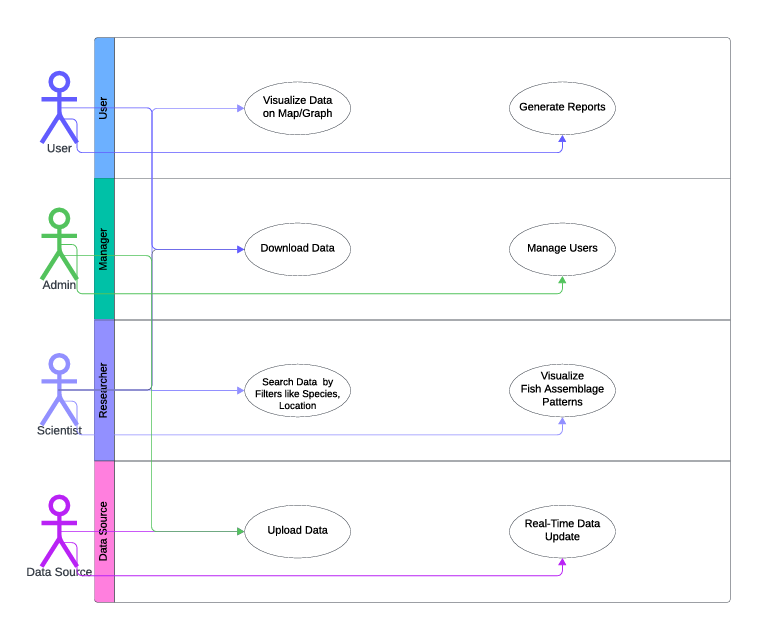 User
User
Visualize Data
on Map/Graph
Generate Reports
Admin
Manager
Download Data
Manage Users
Scientist
Researcher
Search Data by
Filters like Species,
Location
Visualize
Fish Assemblage
Patterns
Data Source
Data Source
Upload Data
Real-Time Data
Update